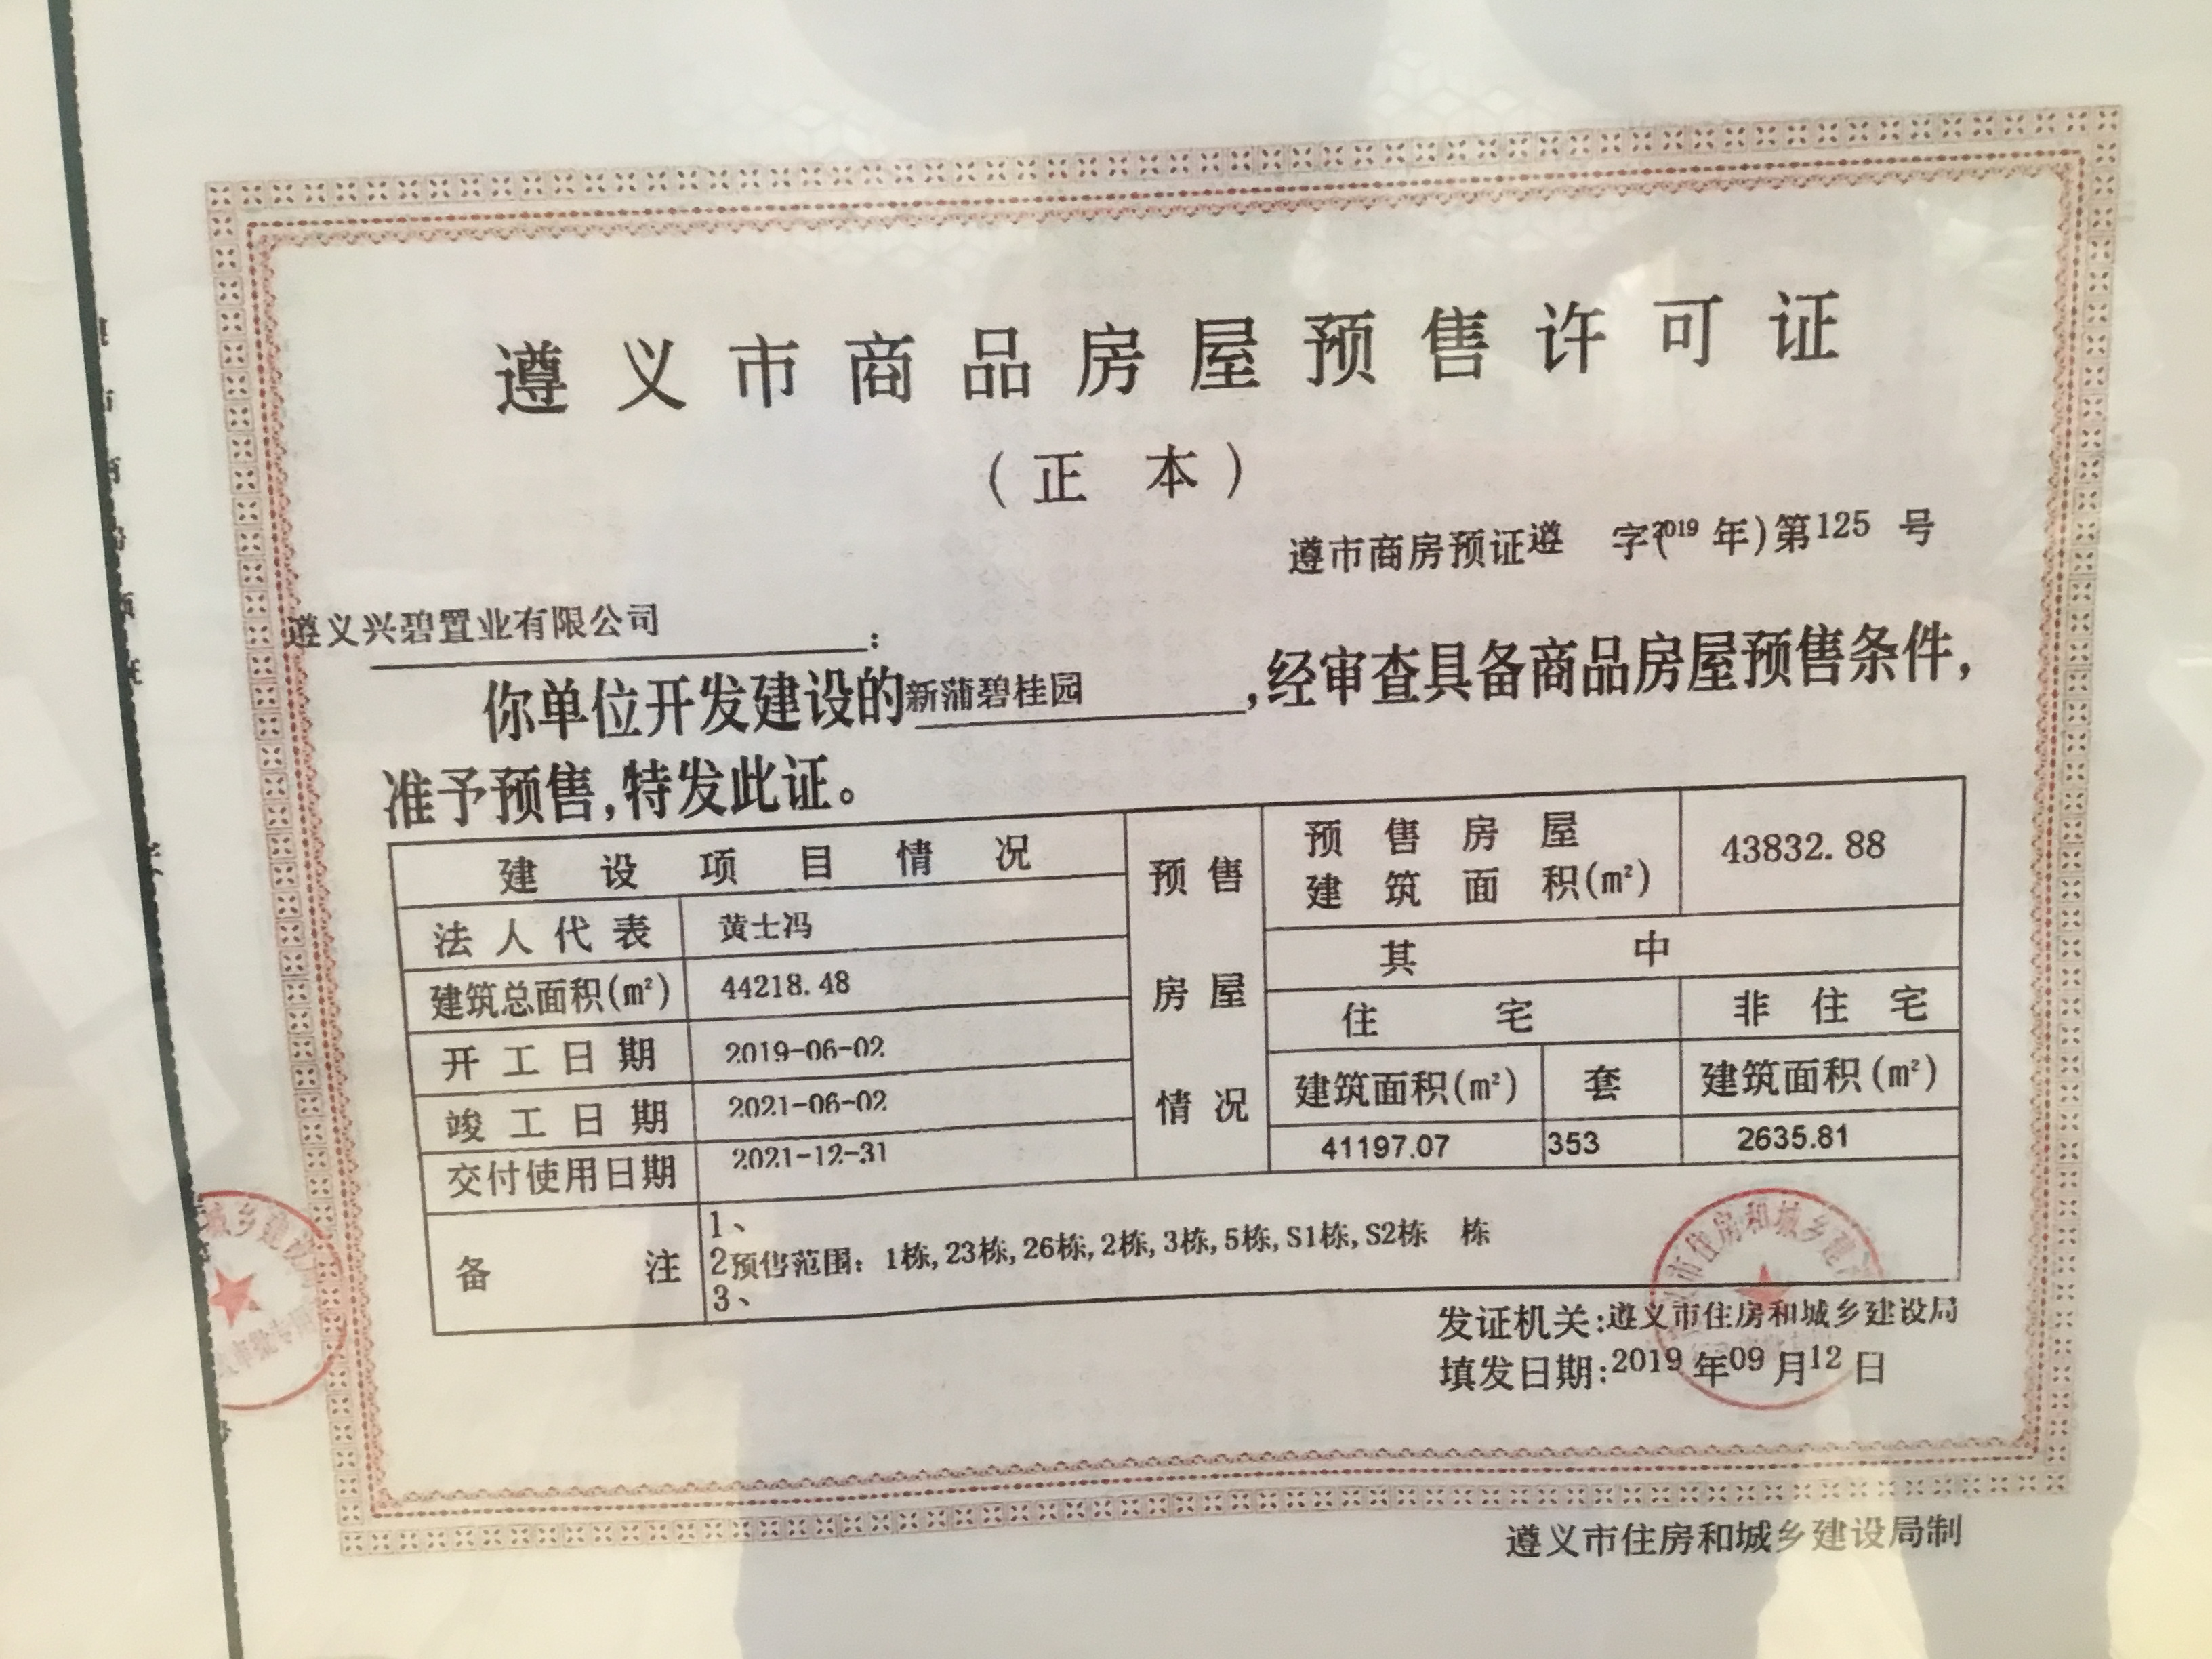 遵义市商品房屋预售许可证
(正本)
遵市商房预证遵 字(2019年)第125号
遵义兴碧置业有限公司:
你单位开发建设的新蒲碧桂园,经审查具备商品房屋预售条件,
准予预售,特发此证。
建设项目情况
法人代表 黄士冯
建筑总面积(m²) 44218.48
开工日期 2019-06-02
竣工日期 2021-06-02
交付使用日期 2021-12-31
预售
房屋
情况
预售房屋
建筑面积(m²) 43832.88
其中
住宅 非住宅
建筑面积(m²) 套 建筑面积(m²)
41197.07 353 2635.81
备注
1、
2预售范围: 1栋,23栋,26栋,2栋,3栋,5栋,S1栋,S2栋 栋
3、
发证机关:遵义市住房和城乡建设局
填发日期:2019年09月12日
遵义市住房和城乡建设局制